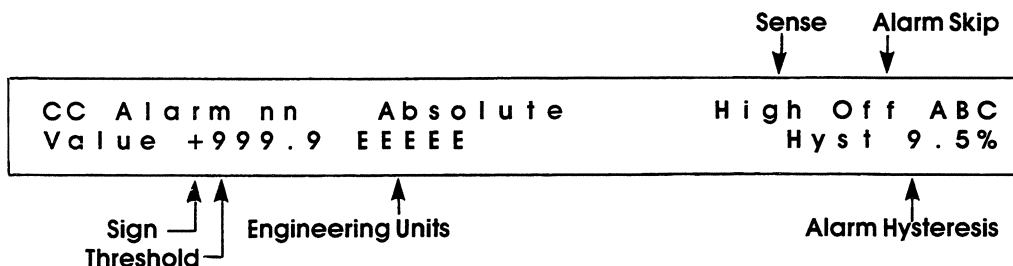 Sense Alarm Skip
CC Alarm nn Absolute High Off ABC
Value +999.9 EEEEE Hyst 9.5%
Sign Engineering Units Alarm Hysteresis
Threshold